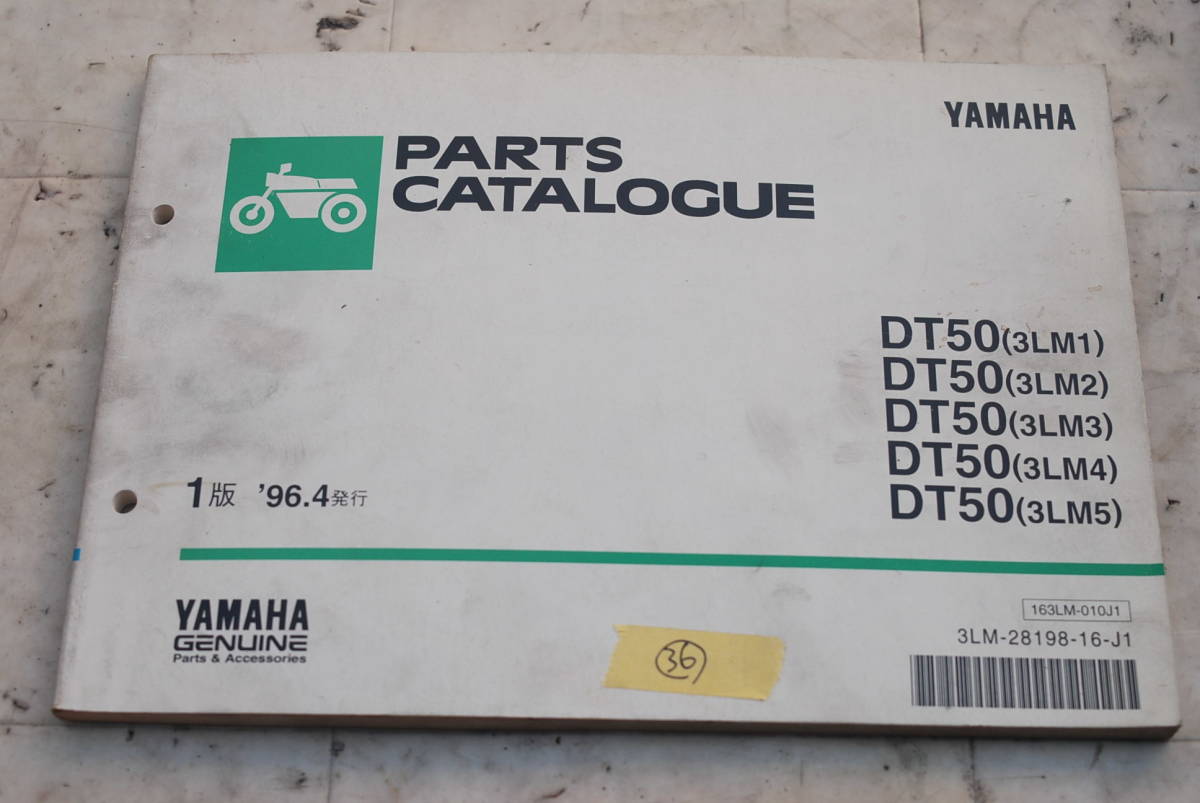 YAMAHA
PARTS
CATALOGUE
DT50(3LM1)
DT50(3LM2)
DT50(3LM3)
DT50(3LM4)
DT50(3LM5)
1版 '96.4発行
YAMAHA
GENUINE
Parts & Accessories
163LM-010J1
3LM-28198-16-J1
36